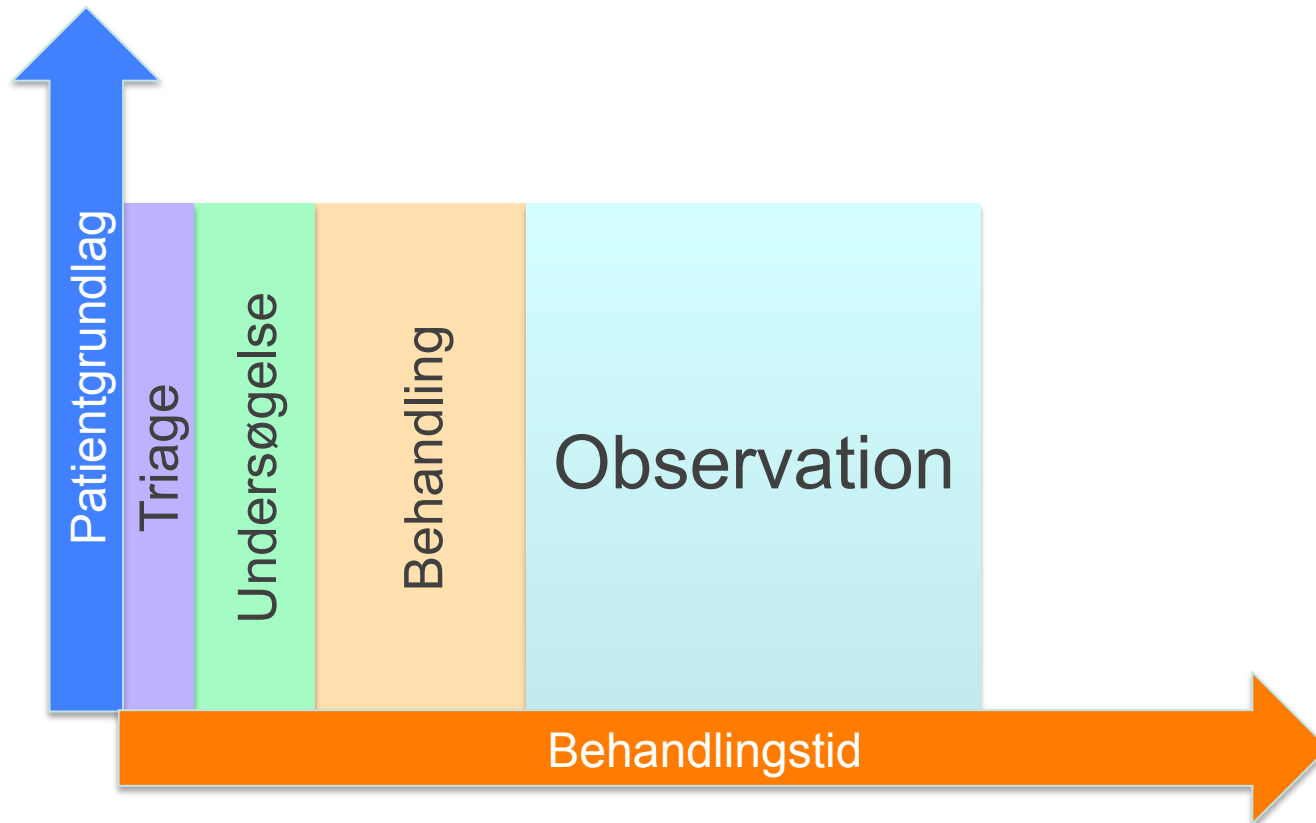 Patientgrundlag
Triage
Undersøgelse
Behandling
Observation
Behandlingstid